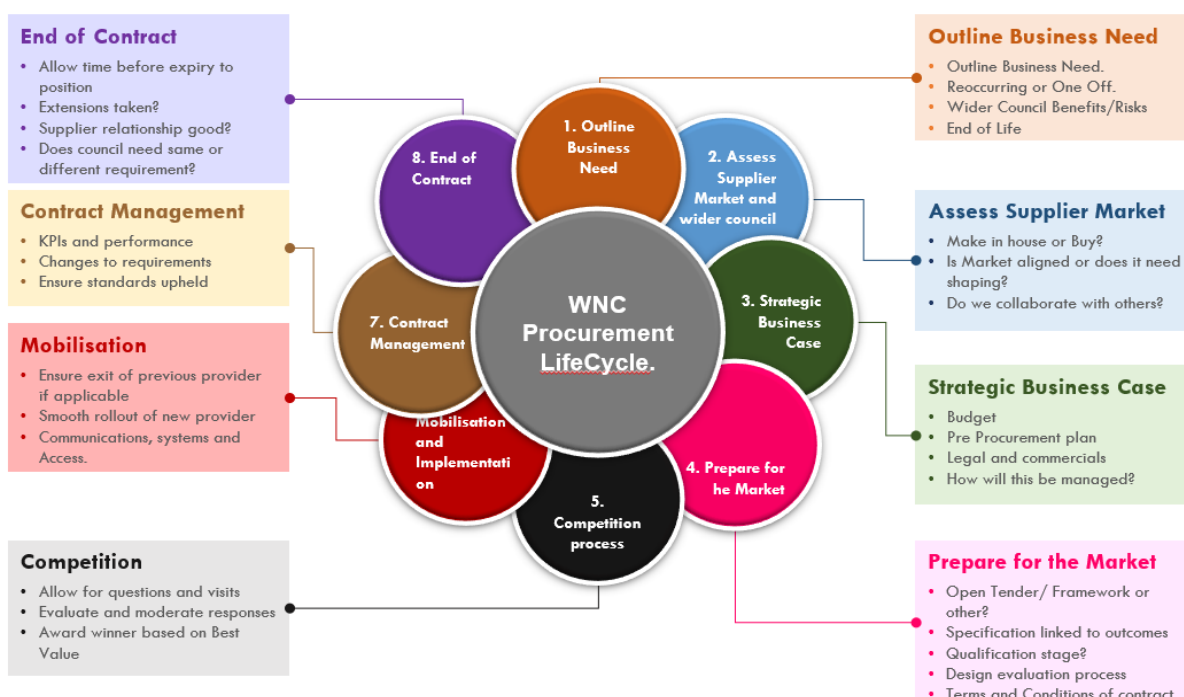 End of Contract
• Allow time before expiry to
position
• Extensions taken?
• Supplier relationship good?
• Does council need same or
different requirement?
Contract Management
• KPIs and performance
• Changes to requirements
• Ensure standards upheld
Mobilisation
• Ensure exit of previous provider
if applicable
• Smooth rollout of new provider
• Communications, systems and
Access.
Competition
• Allow for questions and visits
• Evaluate and moderate responses
• Award winner based on Best
Value
1. Outline
Business
Need
2. Assess
Supplier
Market and
wider council
3. Strategic
Business
Case
4. Prepare for
he Market
5.
Competition
process
Mobilisation
and
Implementati
on
7. Contract
Management
8. End of
Contract
WNC
Procurement
LifeCycle.
Outline Business Need
• Outline Business Need.
• Reoccurring or One Off.
• Wider Council Benefits/Risks
• End of Life
Assess Supplier Market
• Make in house or Buy?
• Is Market aligned or does it need
shaping?
• Do we collaborate with others?
Strategic Business Case
• Budget
• Pre Procurement plan
• Legal and commercials
• How will this be managed?
Prepare for the Market
• Open Tender/ Framework or
other?
• Specification linked to outcomes
• Qualification stage?
• Design evaluation process
• Terms and Conditions of contract